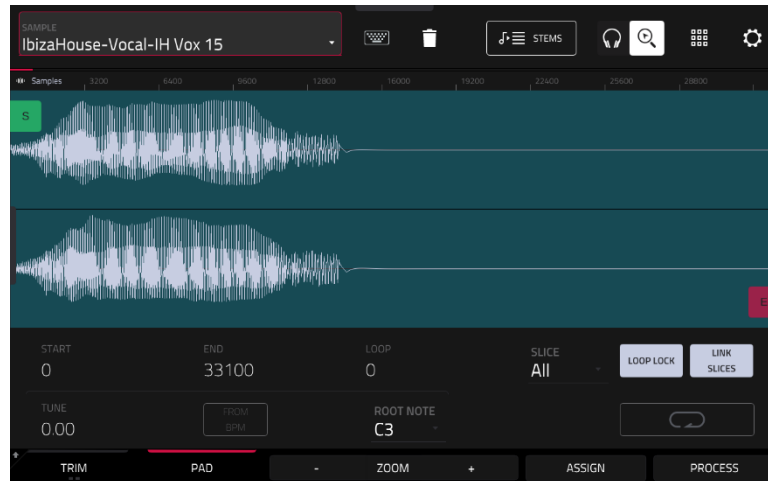 SAMPLE
IbizaHouse-Vocal-IH Vox 15
STEMS
Samples 3200 6400 9600 12800 16000 19200 22400 25600 28800
S
E
START END LOOP SLICE
0 33100 0 All
LOOP LOCK
LINK
SLICES
TUNE ROOT NOTE
0.00 C3
FROM
BPM
TRIM PAD - ZOOM + ASSIGN PROCESS